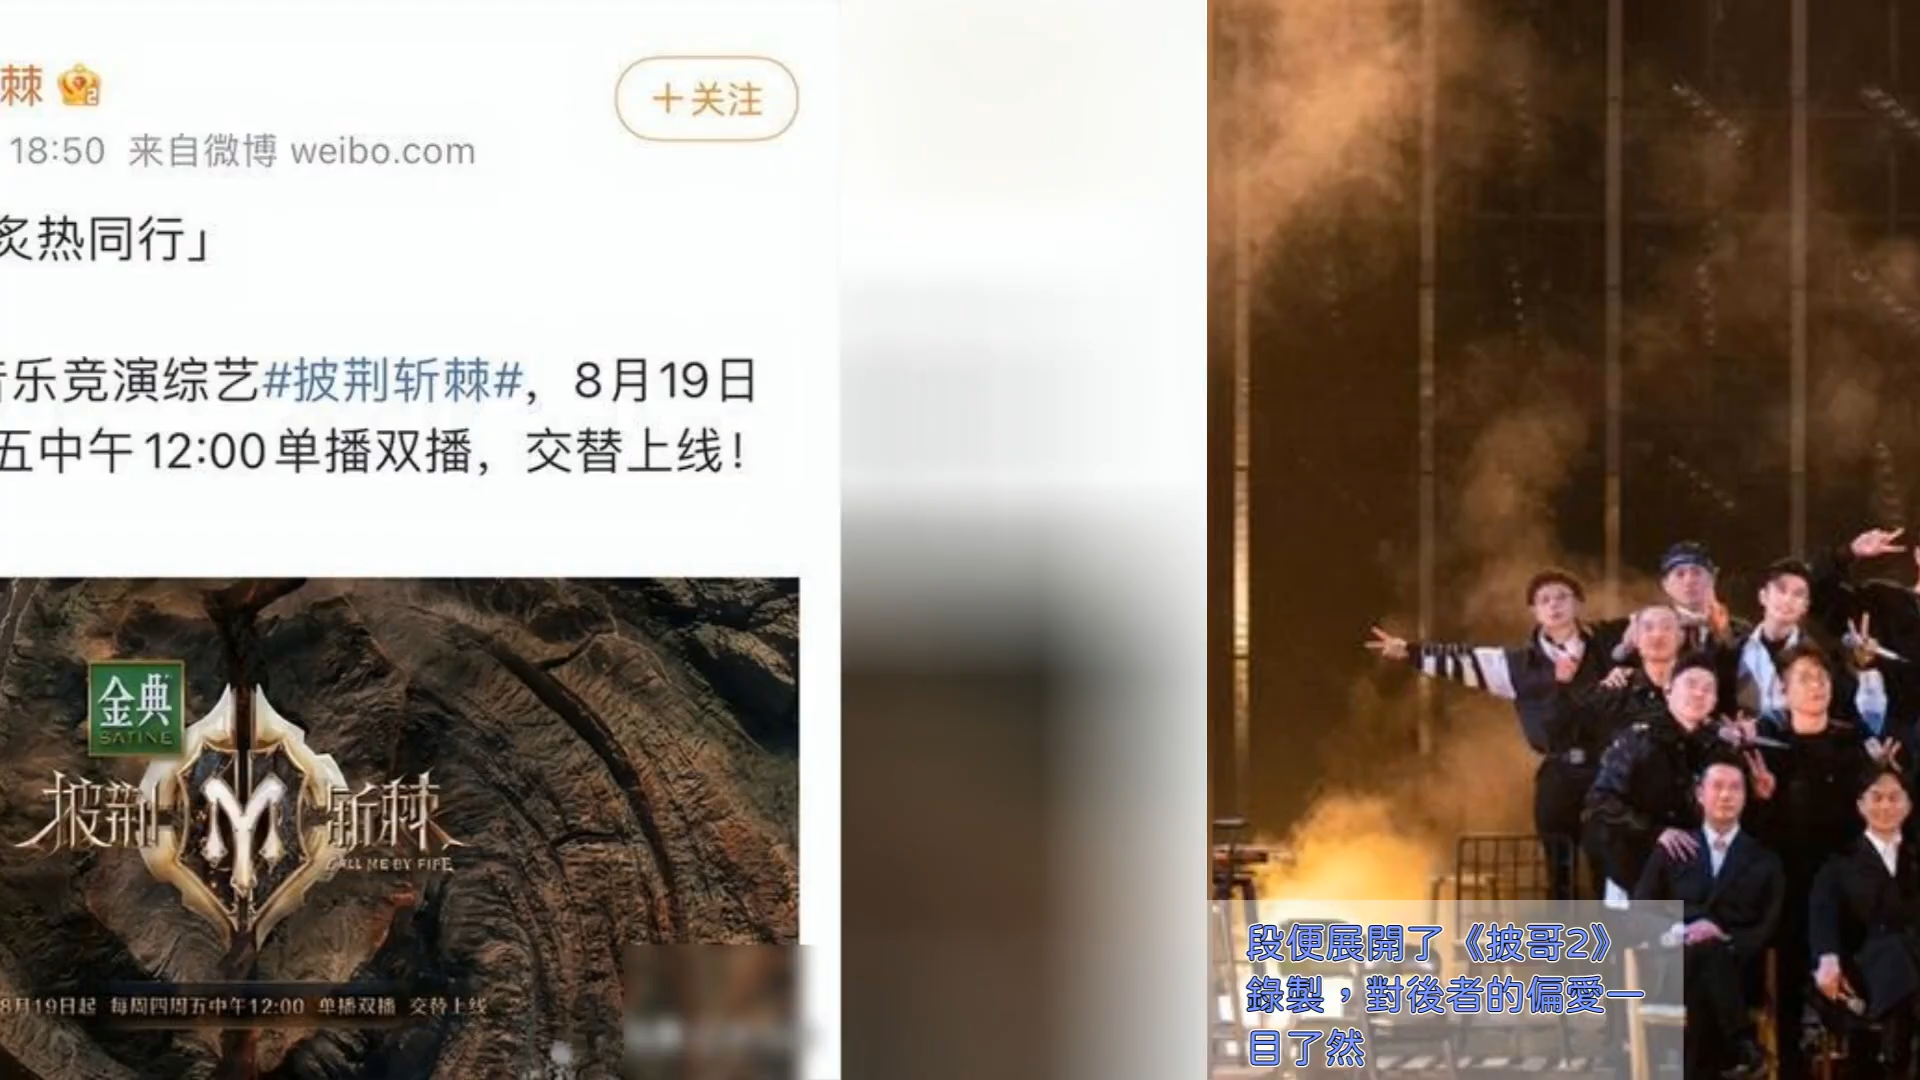 棘
+关注
18:50 来自微博 weibo.com
炙热同行」
音乐竞演综艺#披荆斩棘#，8月19日
五中午12:00单播双播，交替上线！
金典
SATINE
披荆 斩棘
CALL ME BY FIRE
8月19日起 每周四周五中午12:00 单播双播 交替上线
段便展開了《披哥2》
錄製，對後者的偏愛一
目了然